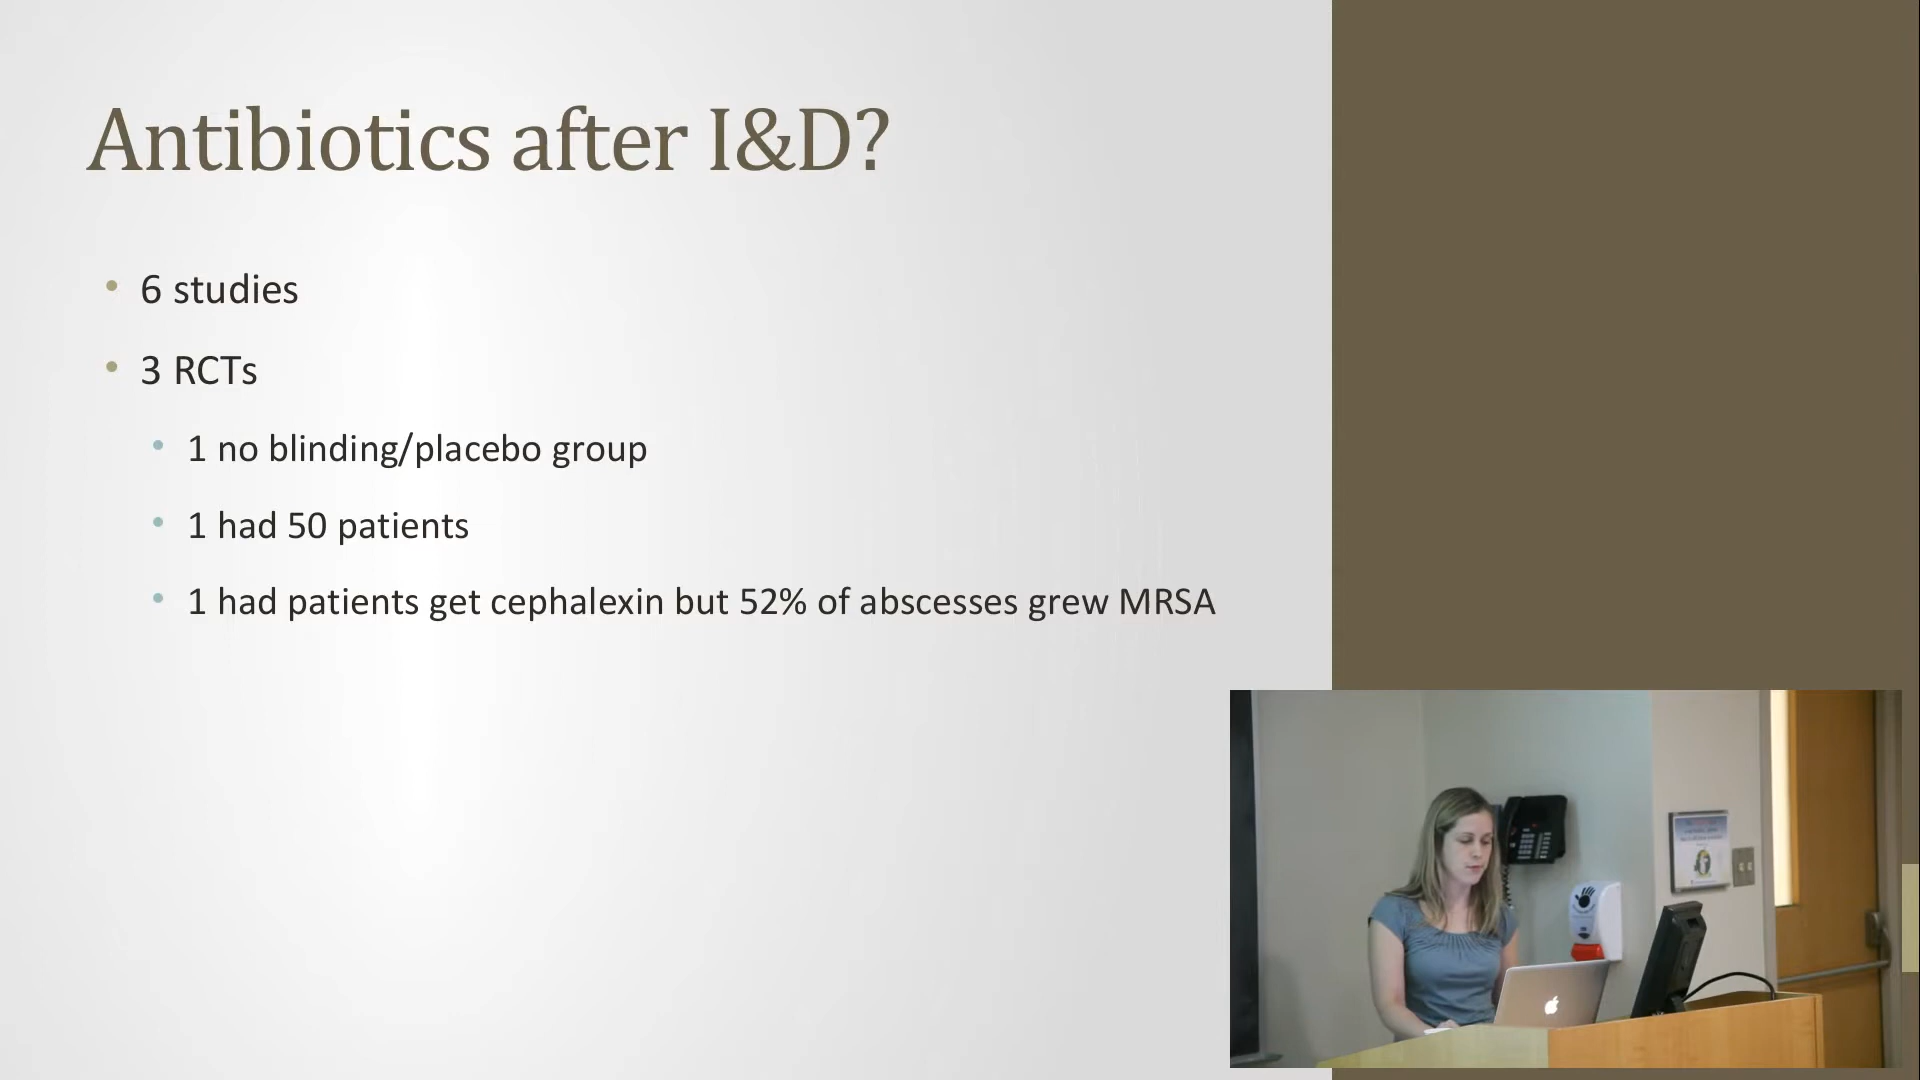 Antibiotics after I&D?
• 6 studies
• 3 RCTs
• 1 no blinding/placebo group
• 1 had 50 patients
• 1 had patients get cephalexin but 52% of abscesses grew MRSA